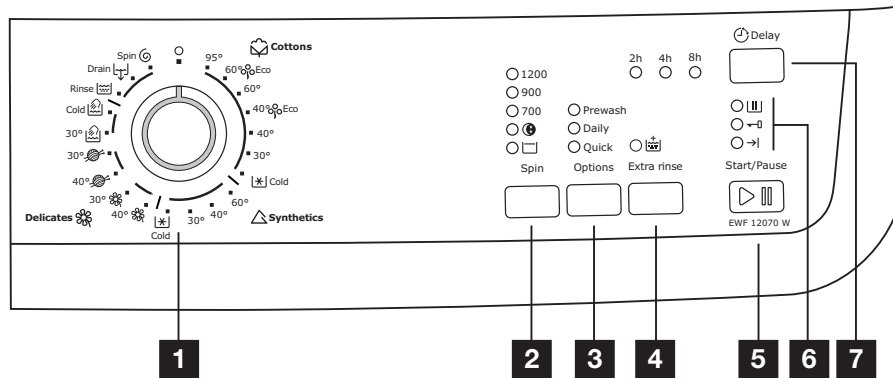 Spin
Drain
Rinse
Cold
30°
30°
40°
30°
40°
Delicates
Cold
30°
40°
60°
Synthetics
Cold
30°
40°
40° Eco
60°
60° Eco
95°
Cottons
1200
900
700
Spin
Prewash
Daily
Quick
Options
Extra rinse
2h 4h 8h
Delay
Start/Pause
EWF 12070 W
1 2 3 4 5 6 7